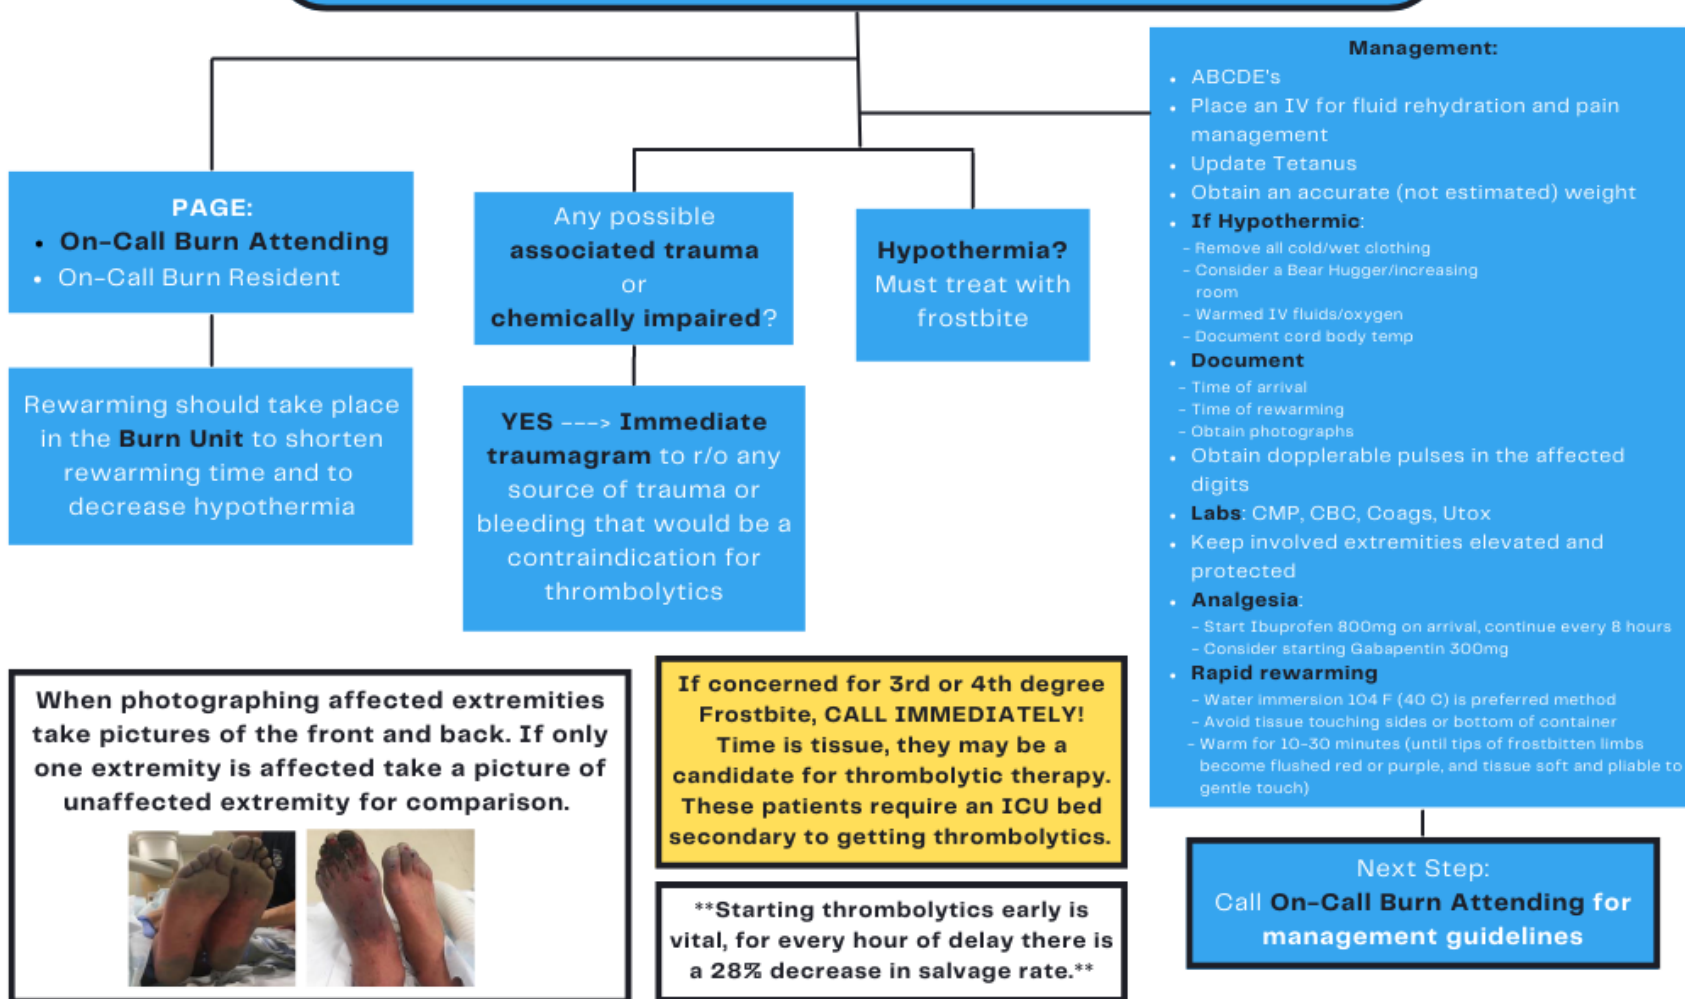 PAGE:
• On-Call Burn Attending
• On-Call Burn Resident
Rewarming should take place
in the Burn Unit to shorten
rewarming time and to
decrease hypothermia
Any possible
associated trauma
or
chemically impaired?
YES ---> Immediate
traumagram to r/o any
source of trauma or
bleeding that would be a
contraindication for
thrombolytics
Hypothermia?
Must treat with
frostbite
Management:
• ABCDE's
• Place an IV for fluid rehydration and pain
management
• Update Tetanus
• Obtain an accurate (not estimated) weight
• If Hypothermic:
- Remove all cold/wet clothing
- Consider a Bear Hugger/increasing
room
- Warmed IV fluids/oxygen
- Document cord body temp
• Document
- Time of arrival
- Time of rewarming
- Obtain photographs
• Obtain dopplerable pulses in the affected
digits
• Labs: CMP, CBC, Coags, Utox
• Keep involved extremities elevated and
protected
• Analgesia:
- Start Ibuprofen 800mg on arrival, continue every 8 hours
- Consider starting Gabapentin 300mg
• Rapid rewarming
- Water immersion 104 F (40 C) is preferred method
- Avoid tissue touching sides or bottom of container
- Warm for 10-30 minutes (until tips of frostbitten limbs
become flushed red or purple, and tissue soft and pliable to
gentle touch)
Next Step:
Call On-Call Burn Attending for
management guidelines
When photographing affected extremities
take pictures of the front and back. If only
one extremity is affected take a picture of
unaffected extremity for comparison.
If concerned for 3rd or 4th degree
Frostbite, CALL IMMEDIATELY!
Time is tissue, they may be a
candidate for thrombolytic therapy.
These patients require an ICU bed
secondary to getting thrombolytics.
**Starting thrombolytics early is
vital, for every hour of delay there is
a 28% decrease in salvage rate.**